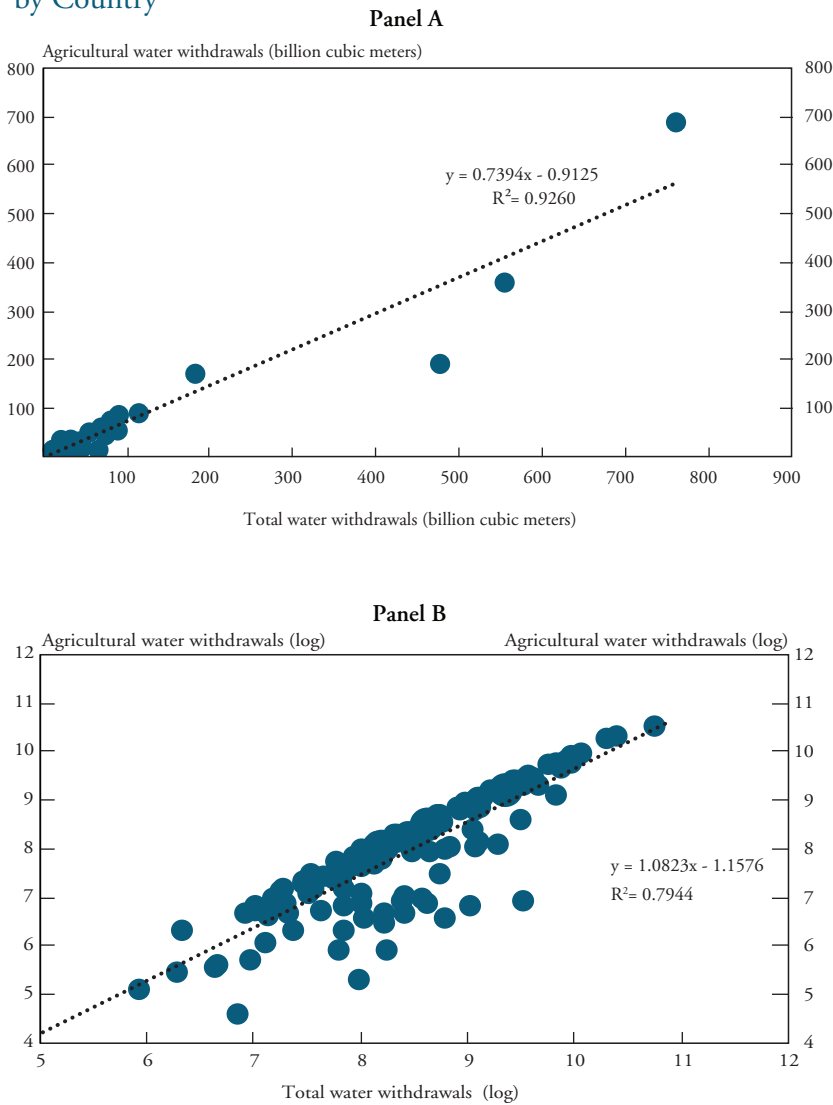 by Country
Panel A
Agricultural water withdrawals (billion cubic meters)
800 800
700 700
600 600
y = 0.7394x - 0.9125
R²= 0.9260
500 500
400 400
300 300
200 200
100 100
100 200 300 400 500 600 700 800 900
Total water withdrawals (billion cubic meters)
Panel B
Agricultural water withdrawals (log) Agricultural water withdrawals (log)
12 12
11 11
10 10
9 9
8 8
y = 1.0823x - 1.1576
R²= 0.7944
7 7
6 6
5 5
4 4
5 6 7 8 9 10 11 12
Total water withdrawals (log)